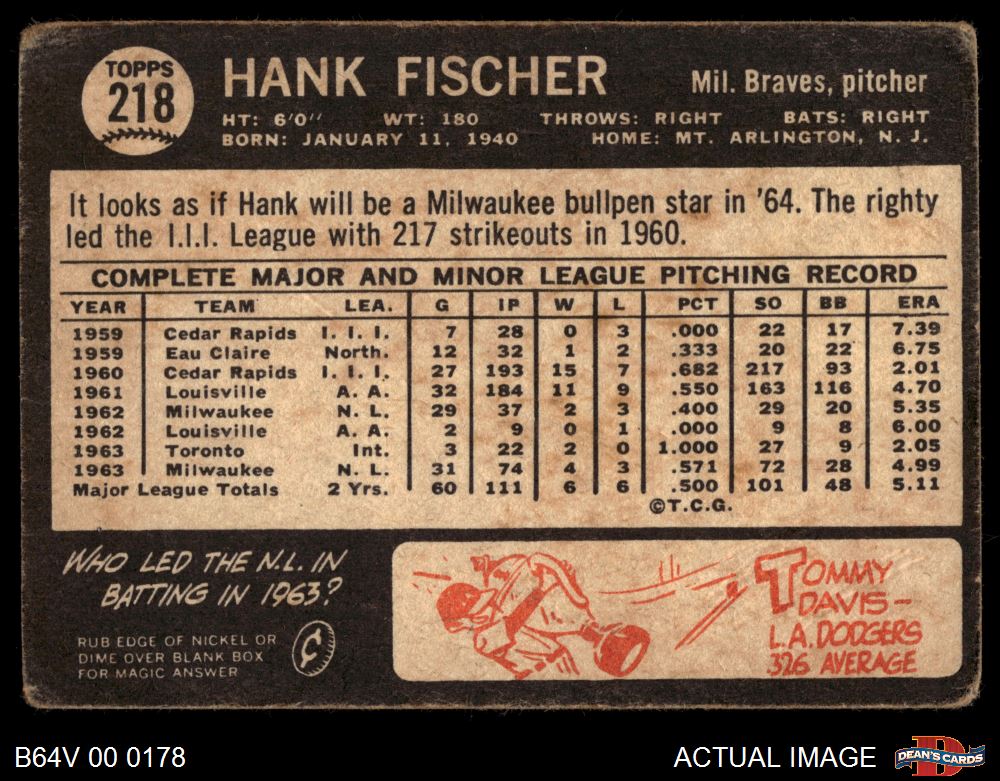 TOPPS
218
HANK FISCHER
Mil. Braves, pitcher
HT: 6'0" WT: 180 THROWS: RIGHT BATS: RIGHT
BORN: JANUARY 11, 1940 HOME: MT. ARLINGTON, N. J.
It looks as if Hank will be a Milwaukee bullpen star in '64. The righty
led the I.I.I. League with 217 strikeouts in 1960.
COMPLETE MAJOR AND MINOR LEAGUE PITCHING RECORD
YEAR TEAM LEA. G IP W L PCT SO BB ERA
1959 Cedar Rapids I. I. I. 7 28 0 3 .000 22 17 7.39
1959 Eau Claire North. 12 32 1 2 .333 20 22 6.75
1960 Cedar Rapids I. I. I. 27 193 15 7 .682 217 93 2.01
1961 Louisville A. A. 32 184 11 9 .550 163 116 4.70
1962 Milwaukee N. L. 29 37 2 3 .400 29 20 5.35
1962 Louisville A. A. 2 9 0 1 .000 9 8 6.00
1963 Toronto Int. 3 22 2 0 1.000 27 9 2.05
1963 Milwaukee N. L. 31 74 4 3 .571 72 28 4.99
Major League Totals 2 Yrs. 60 111 6 6 .500 101 48 5.11
©T.C.G.
WHO LED THE N.L. IN
BATTING IN 1963?
RUB EDGE OF NICKEL OR
DIME OVER BLANK BOX
FOR MAGIC ANSWER
¢
TOMMY
DAVIS-
L.A. DODGERS
326 AVERAGE
B64V 00 0178
ACTUAL IMAGE
D
DEAN'S CARDS